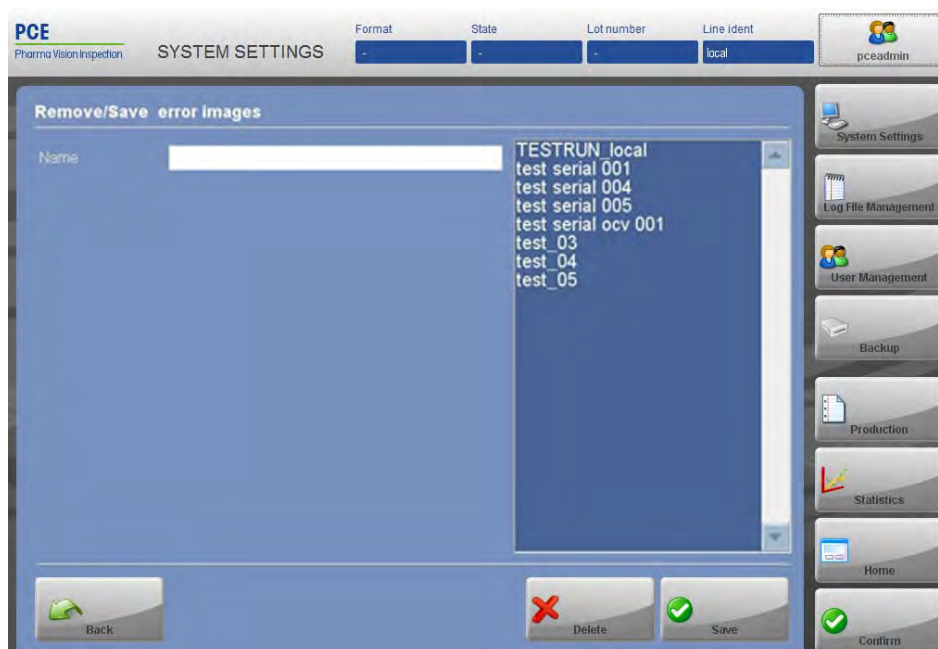 PCE
Pharma Vision Inspection
SYSTEM SETTINGS
Format
State
Lot number
Line ident
-
-
-
local
pceadmin
Remove/Save error images
Name
TESTRUN_local
test serial 001
test serial 004
test serial 005
test serial ocv 001
test_03
test_04
test_05
System Settings
Log File Management
User Management
Backup
Production
Statistics
Home
Confirm
Back
Delete
Save